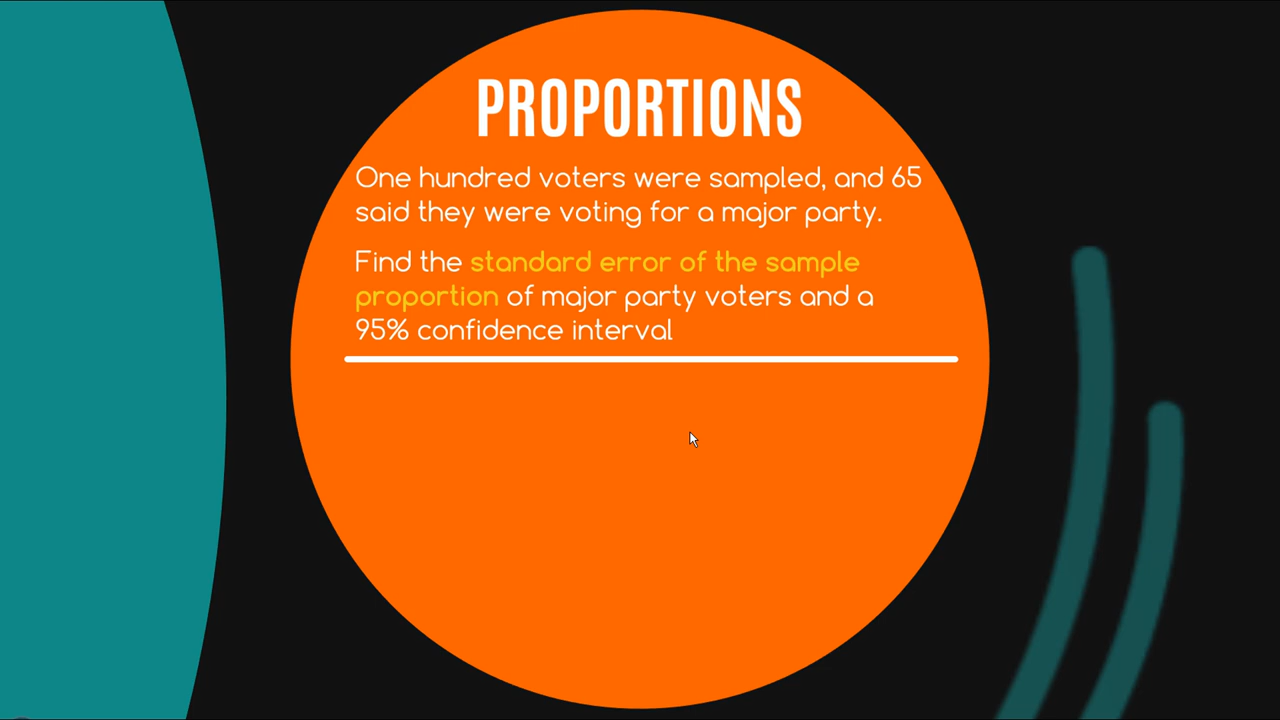 PROPORTIONS
One hundred voters were sampled, and 65
said they were voting for a major party.
Find the standard error of the sample
proportion of major party voters and a
95% confidence interval